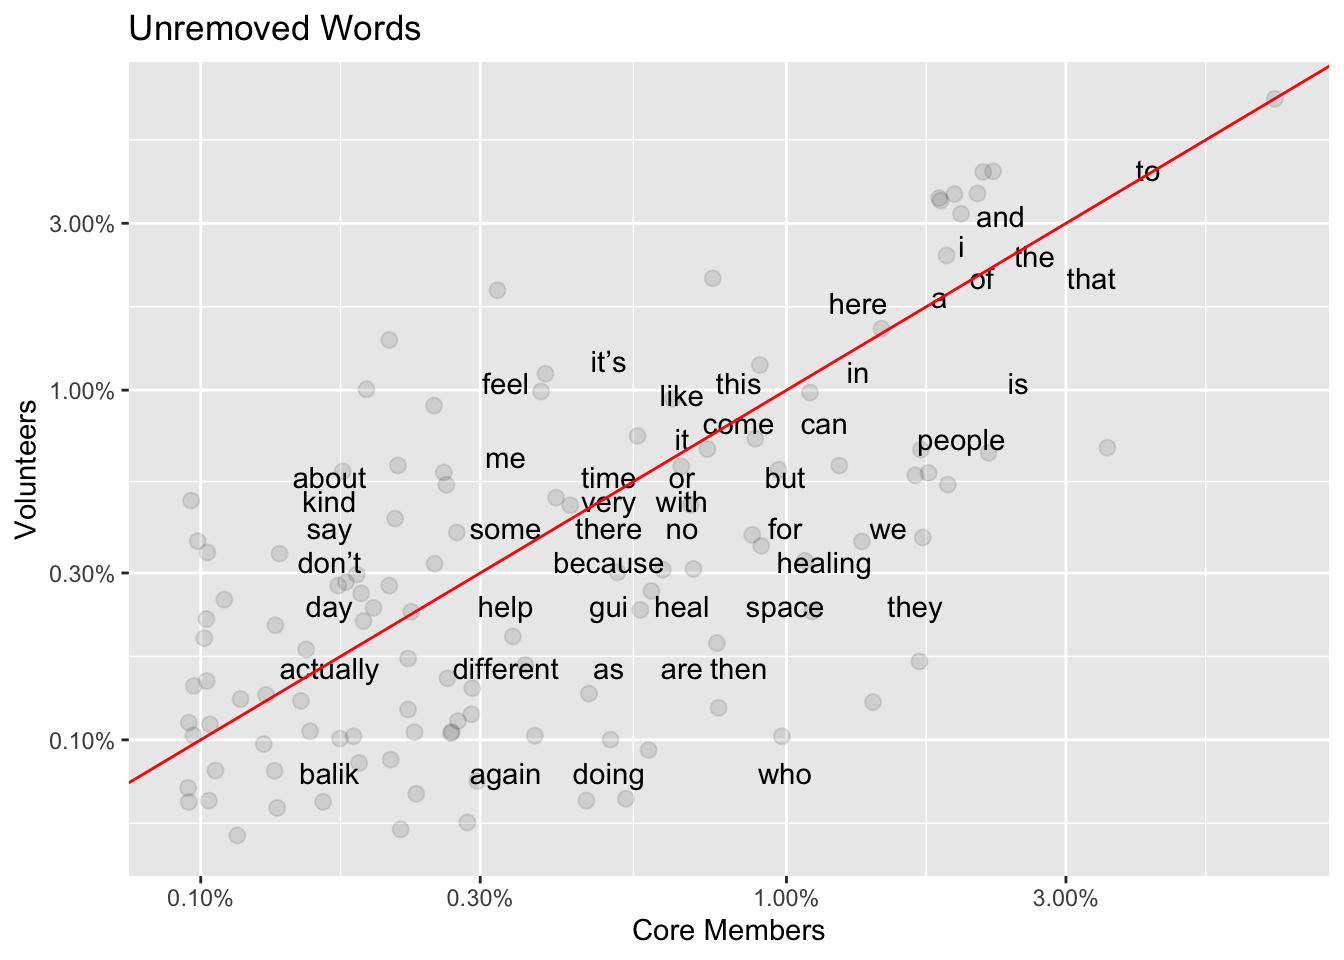 Unremoved Words
to
and
i
the
of
that
a
here
it’s
in
feel
this
is
like
come
can
it
people
me
about
time
or
but
kind
very
with
say
some
there
no
for
we
don’t
because
healing
day
help
gui
heal
space
they
actually
different
as
are
then
balik
again
doing
who
3.00%
1.00%
0.30%
0.10%
Volunteers
0.10%
0.30%
1.00%
3.00%
Core Members